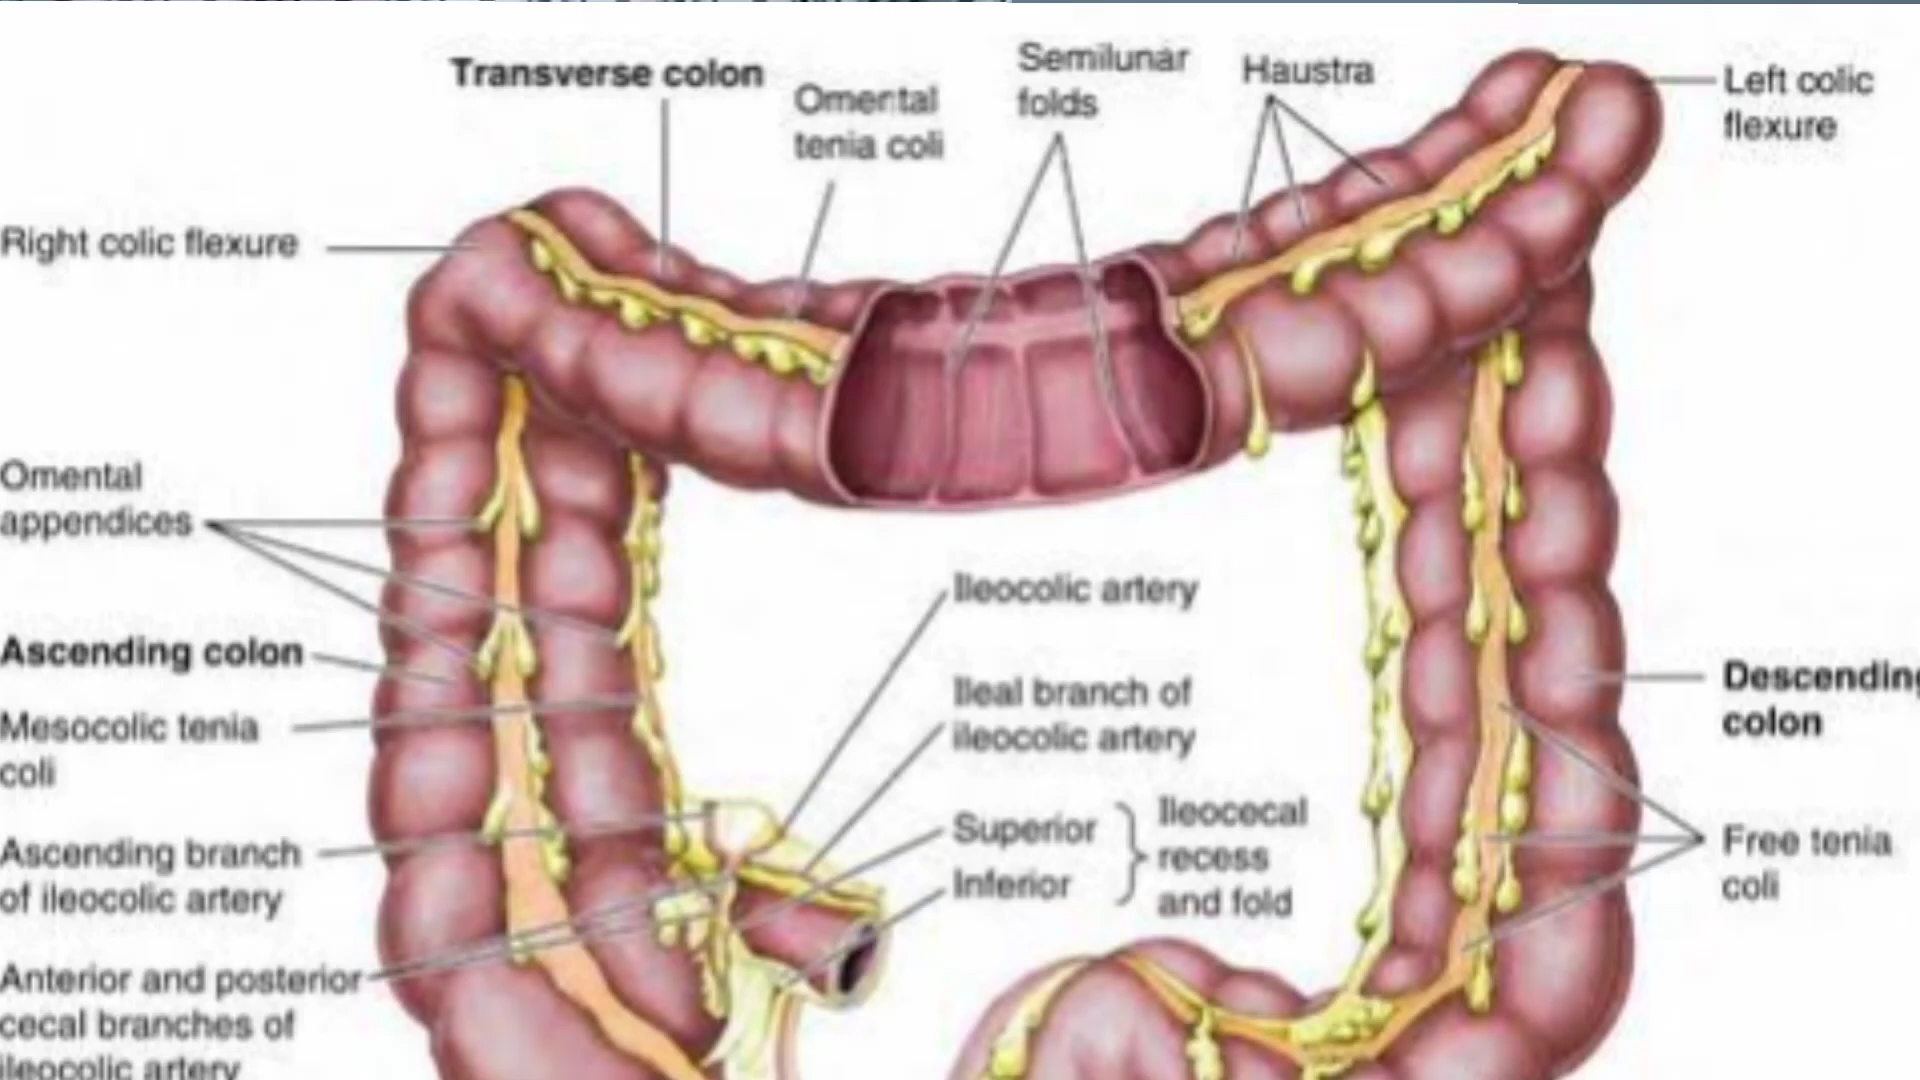 Transverse colon
Omental
tenia coli
Semilunar
folds
Haustra
Left colic
flexure
Right colic flexure
Omental
appendices
Ascending colon
Mesocolic tenia
coli
Ascending branch
of ileocolic artery
Anterior and posterior
cecal branches of
ileocolic artery
Ileocolic artery
Ileal branch of
ileocolic artery
Superior
Inferior
Ileocecal
recess
and fold
Descending
colon
Free tenia
coli